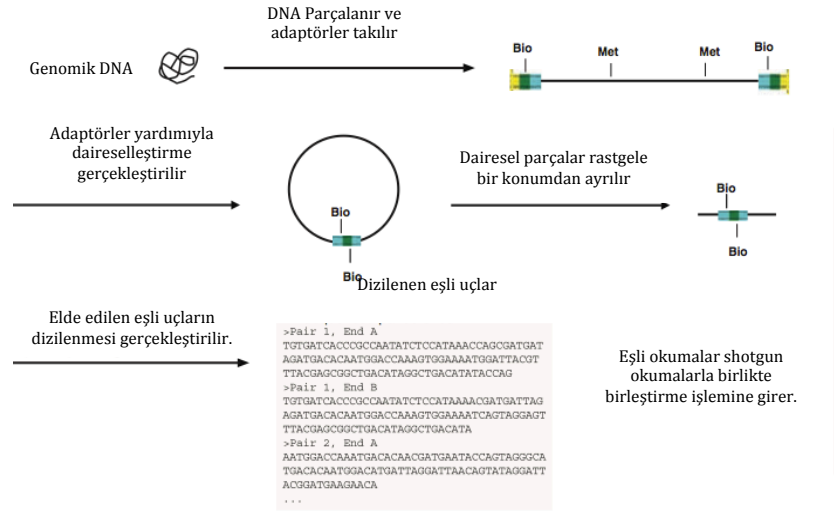 DNA Parçalanır ve
adaptörler takılır
Genomik DNA
Bio
Met
Met
Bio
Adaptörler yardımıyla
daireselleştirme
gerçekleştirilir
Bio
Bio
Dairesel parçalar rastgele
bir konumdan ayrılır
Bio
Bio
Dizilenen eşli uçlar
Elde edilen eşli uçların
dizilenmesi gerçekleştirilir.
>Pair 1, End A
TGTGATCACCCGCCAATATCTCCATAAACCAGCGATGAT
AGATGACACAATGGACCAAAGTGGAAAATGGATTACGT
TTACGAGCGGCTGACATAGGCTGACATATACCAG
>Pair 1, End B
TGTGATCACCCGCCAATATCTCCATAAAACGATGATTAG
AGATGACACAATGGACCAAAGTGGAAAATCAGTAGGAGT
TTACGAGCGGCTGACATAGGCTGACATA
>Pair 2, End A
AATGGACCAAATGACACAACGATGAATACCAGTAGGGCA
TGACACAATGGACATGATTAGGATTAACAGTATAGGATT
ACGGATGAAGAACA
...
Eşli okumalar shotgun
okumalarla birlikte
birleştirme işlemine girer.